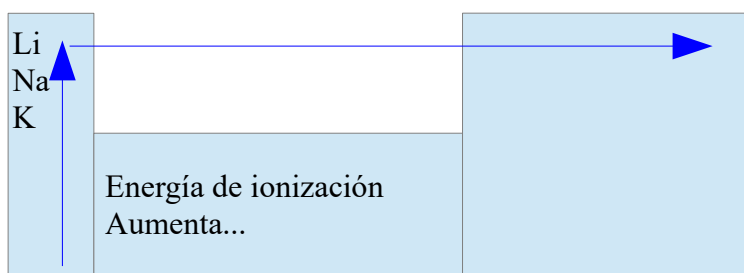 Li
Na
K
Energía de ionización
Aumenta...